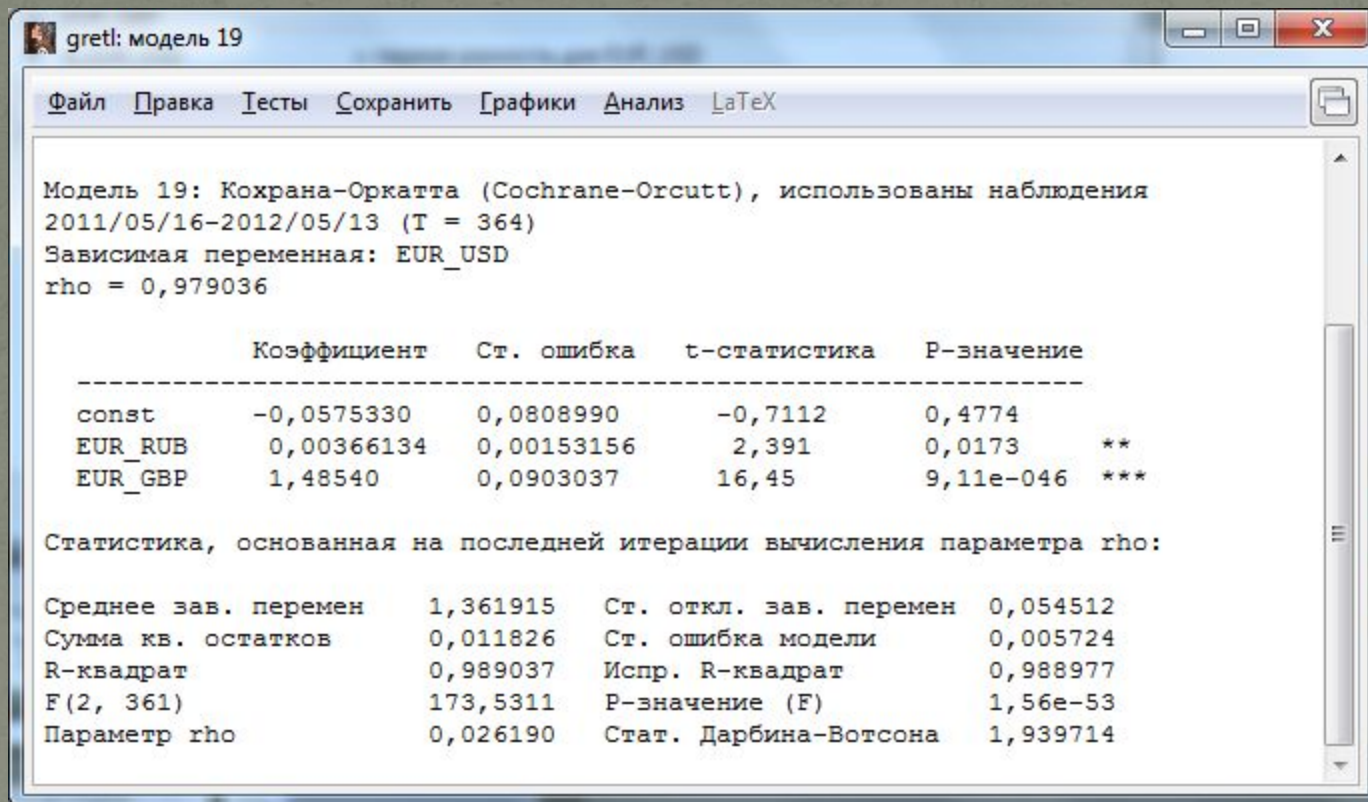 gretl: модель 19
Файл Правка Тесты Сохранить Графики Анализ LaTeX
Модель 19: Кохрана-Оркатта (Cochrane-Orcutt), использованы наблюдения
2011/05/16-2012/05/13 (T = 364)
Зависимая переменная: EUR_USD
rho = 0,979036
Коэффициент Ст. ошибка t-статистика P-значение
---------------------------------------------------------------
const -0,0575330 0,0808990 -0,7112 0,4774
EUR_RUB 0,00366134 0,00153156 2,391 0,0173 **
EUR_GBP 1,48540 0,0903037 16,45 9,11e-046 ***
Статистика, основанная на последней итерации вычисления параметра rho:
Среднее зав. перемен 1,361915 Ст. откл. зав. перемен 0,054512
Сумма кв. остатков 0,011826 Ст. ошибка модели 0,005724
R-квадрат 0,989037 Испр. R-квадрат 0,988977
F(2, 361) 173,5311 P-значение (F) 1,56e-53
Параметр rho 0,026190 Стат. Дарбина-Вотсона 1,939714